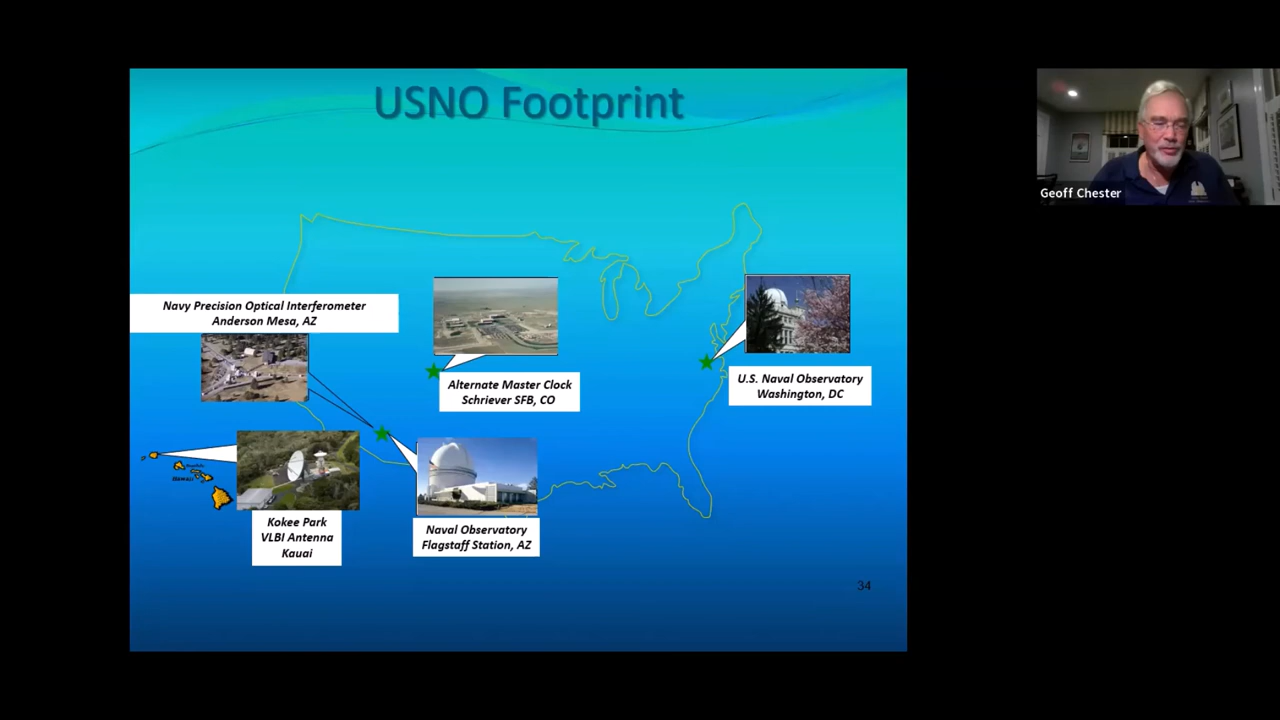 USNO Footprint
Geoff Chester
Navy Precision Optical Interferometer
Anderson Mesa, AZ
Alternate Master Clock
Schriever SFB, CO
U.S. Naval Observatory
Washington, DC
Hawaii
Kokee Park
VLBI Antenna
Kauai
Naval Observatory
Flagstaff Station, AZ
34